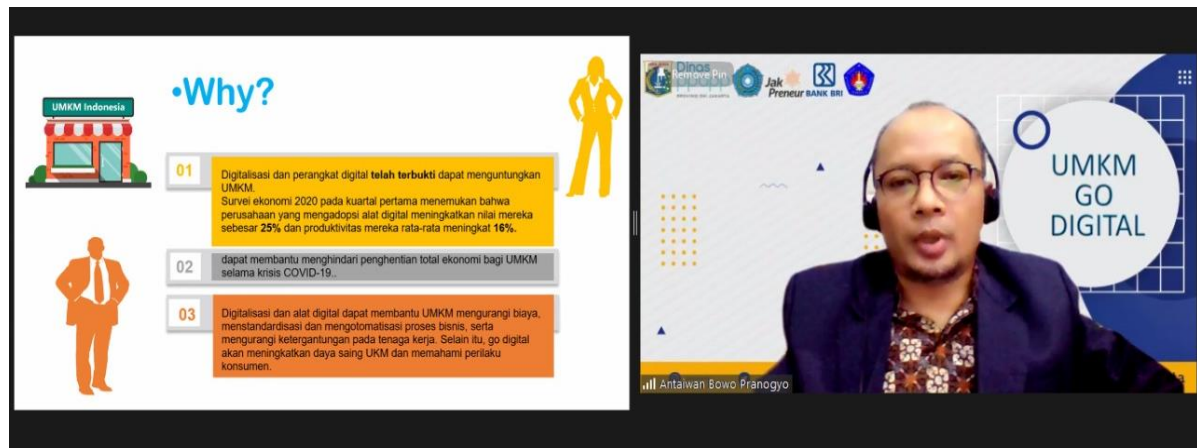 •Why?
UMKM Indonesia
01
Digitalisasi dan perangkat digital telah terbukti dapat menguntungkan
UMKM.
Survei ekonomi 2020 pada kuartal pertama menemukan bahwa
perusahaan yang mengadopsi alat digital meningkatkan nilai mereka
sebesar 25% dan produktivitas mereka rata-rata meningkat 16%.
02
dapat membantu menghindari penghentian total ekonomi bagi UMKM
selama krisis COVID-19..
03
Digitalisasi dan alat digital dapat membantu UMKM mengurangi biaya,
menstandardisasi dan mengotomatisasi proses bisnis, serta
mengurangi ketergantungan pada tenaga kerja. Selain itu, go digital
akan meningkatkan daya saing UKM dan memahami perilaku
konsumen.
Dinas
Remove Pin
PROVINSI DKI JAKARTA
Jak
Preneur
BANK BRI
UMKM
GO
DIGITAL
Antaiwan Bowo Pranogyo